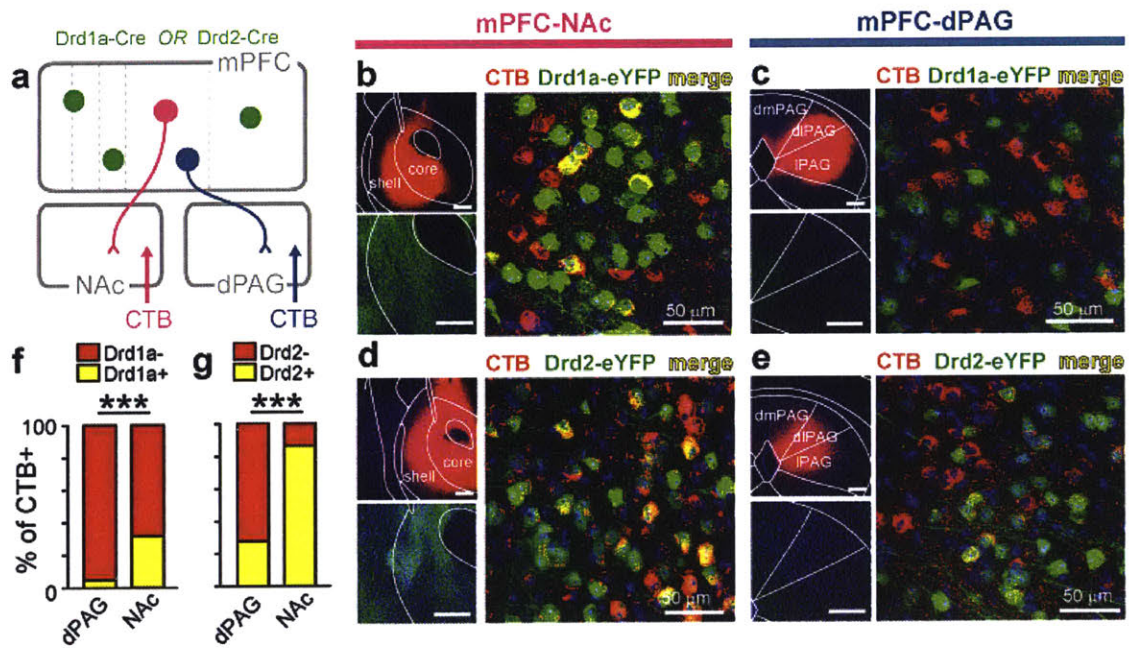 mPFC-NAc
mPFC-dPAG
a
Drd1a-Cre OR Drd2-Cre
mPFC
NAc
dPAG
CTB
CTB
b
CTB Drd1a-eYFP merge
shell
core
50 μm
c
CTB Drd1a-eYFP merge
dmPAG
dlPAG
lPAG
50 μm
d
CTB Drd2-eYFP merge
shell
core
50 μm
e
CTB Drd2-eYFP merge
dmPAG
dlPAG
lPAG
50 μm
f
Drd1a-
Drd1a+
***
% of CTB+
100
0
dPAG
NAc
g
Drd2-
Drd2+
***
dPAG
NAc